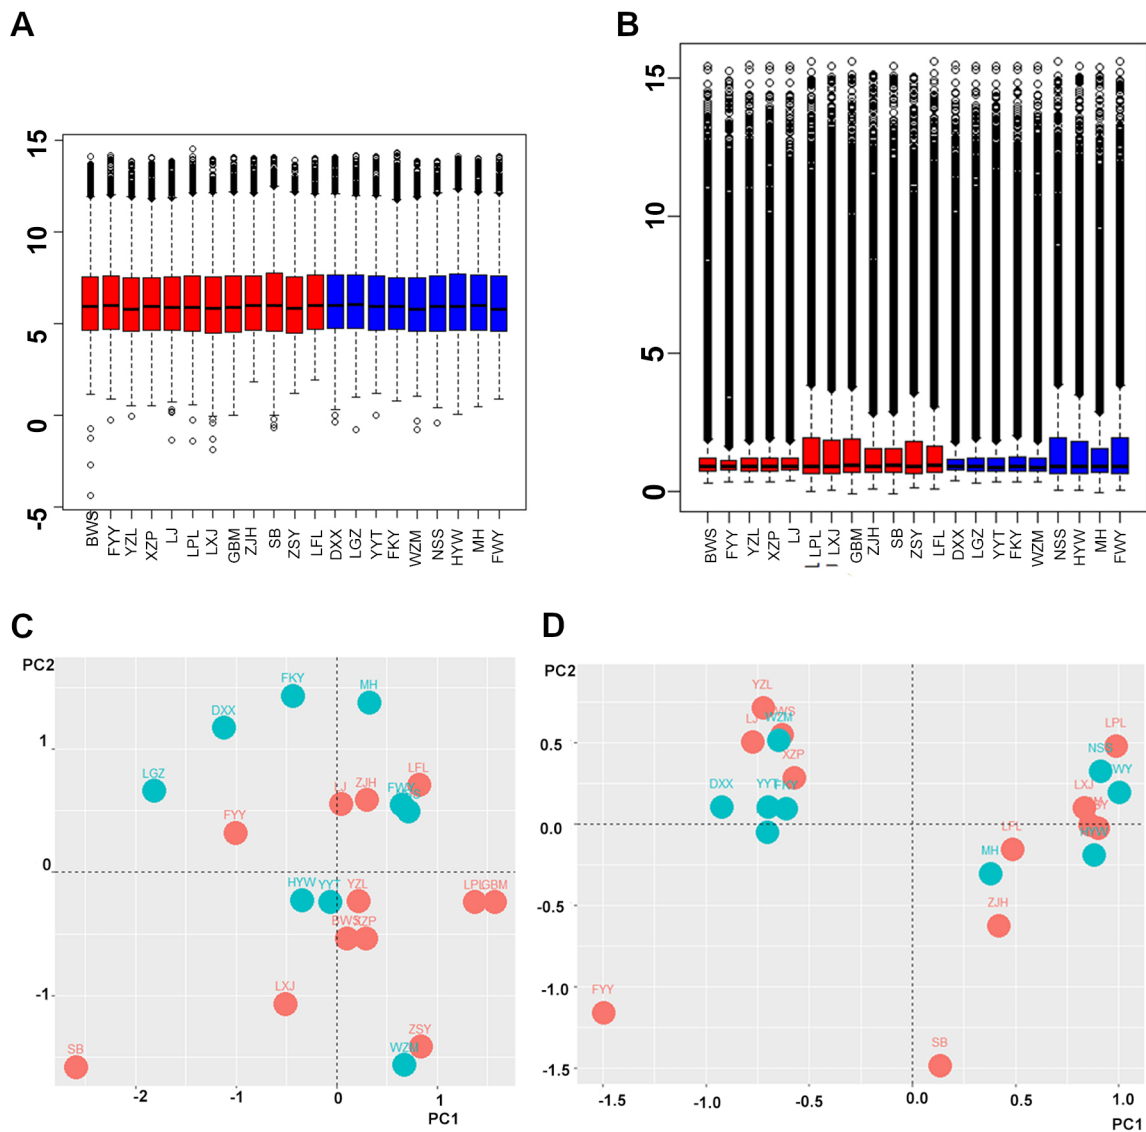 A
15
10
5
0
-5
BWS FYY YZL XZP LJ LPL LXJ GBM ZJH SB ZSY LFL DXX LGZ YYT FKY WZM NSS HYW MH FWY
B
15
10
5
0
BWS FYY YZL XZP LJ LPL LXJ GBM ZJH SB ZSY LFL DXX LGZ YYT FKY WZM NSS HYW MH FWY
C
PC2
FKY
MH
DXX
1
LGZ
LFL
LJ ZJH
FYY
0
HYW YYT YZL
LPL GBM
BWS XZP
LXJ
-1
ZSY
WZM
SB
-2 -1 0 1
PC1
D
PC2
YZL
LJ WZM
LPL
0.5
NSS
XZP
DXX YYT FKY
LXJ
0.0
LPL
HYW
MH
-0.5
ZJH
-1.0
FYY
SB
-1.5
-1.5 -1.0 -0.5 0.0 0.5 1.0
PC1